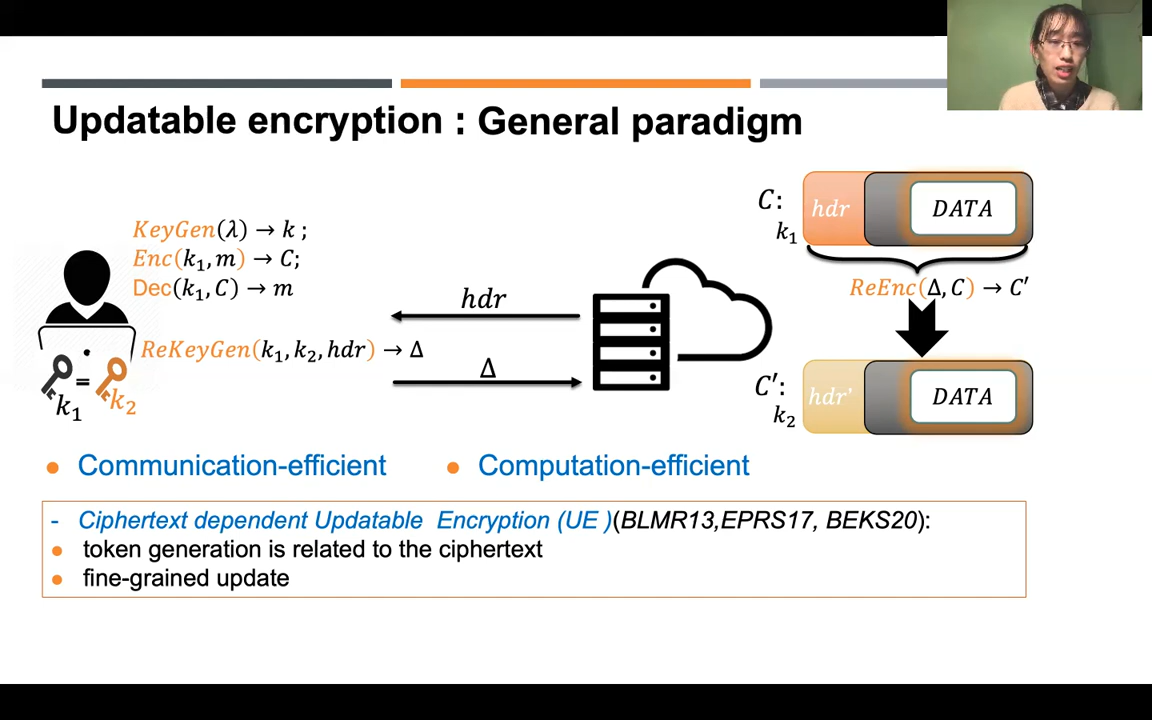 Updatable encryption : General paradigm
KeyGen(λ) → k ;
Enc(k₁, m) → C;
Dec(k₁, C) → m
ReKeyGen(k₁, k₂, hdr) → Δ
k₁
=
k₂
hdr
Δ
C:
k₁
hdr
DATA
ReEnc(Δ, C) → C′
C′:
k₂
hdr'
DATA
● Communication-efficient
● Computation-efficient
- Ciphertext dependent Updatable Encryption (UE )(BLMR13,EPRS17, BEKS20):
● token generation is related to the ciphertext
● fine-grained update